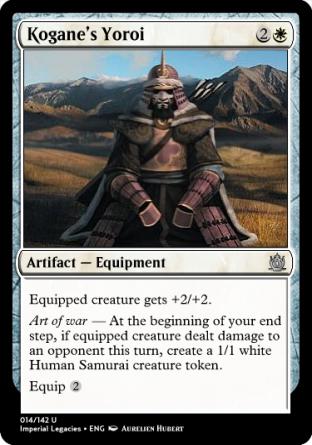 Kogane's Yoroi 2
Artifact — Equipment
Equipped creature gets +2/+2.
Art of war — At the beginning of your end
step, if equipped creature dealt damage to
an opponent this turn, create a 1/1 white
Human Samurai creature token.
Equip 2
014/142 U
Imperial Legacies • ENG Aurelien Hubert